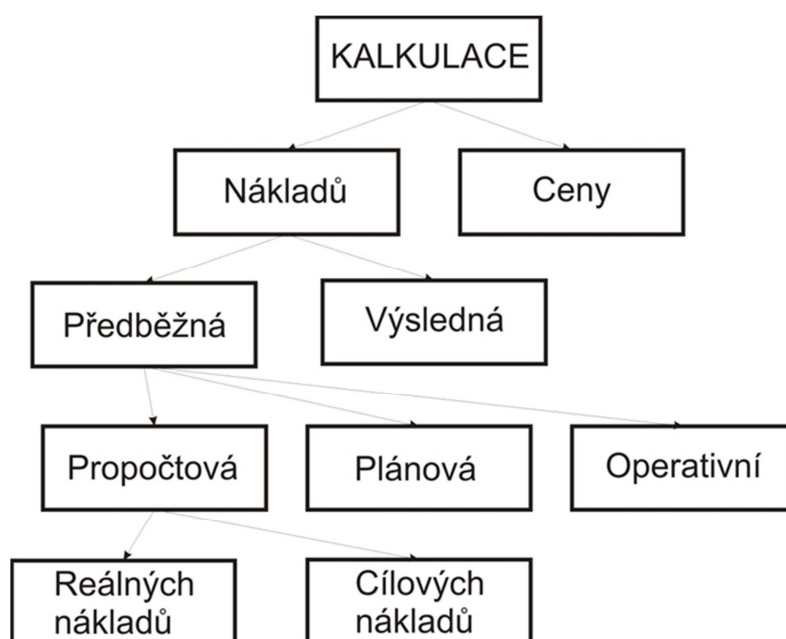 KALKULACE
Nákladů
Ceny
Předběžná
Výsledná
Propočtová
Plánová
Operativní
Reálných
nákladů
Cílových
nákladů